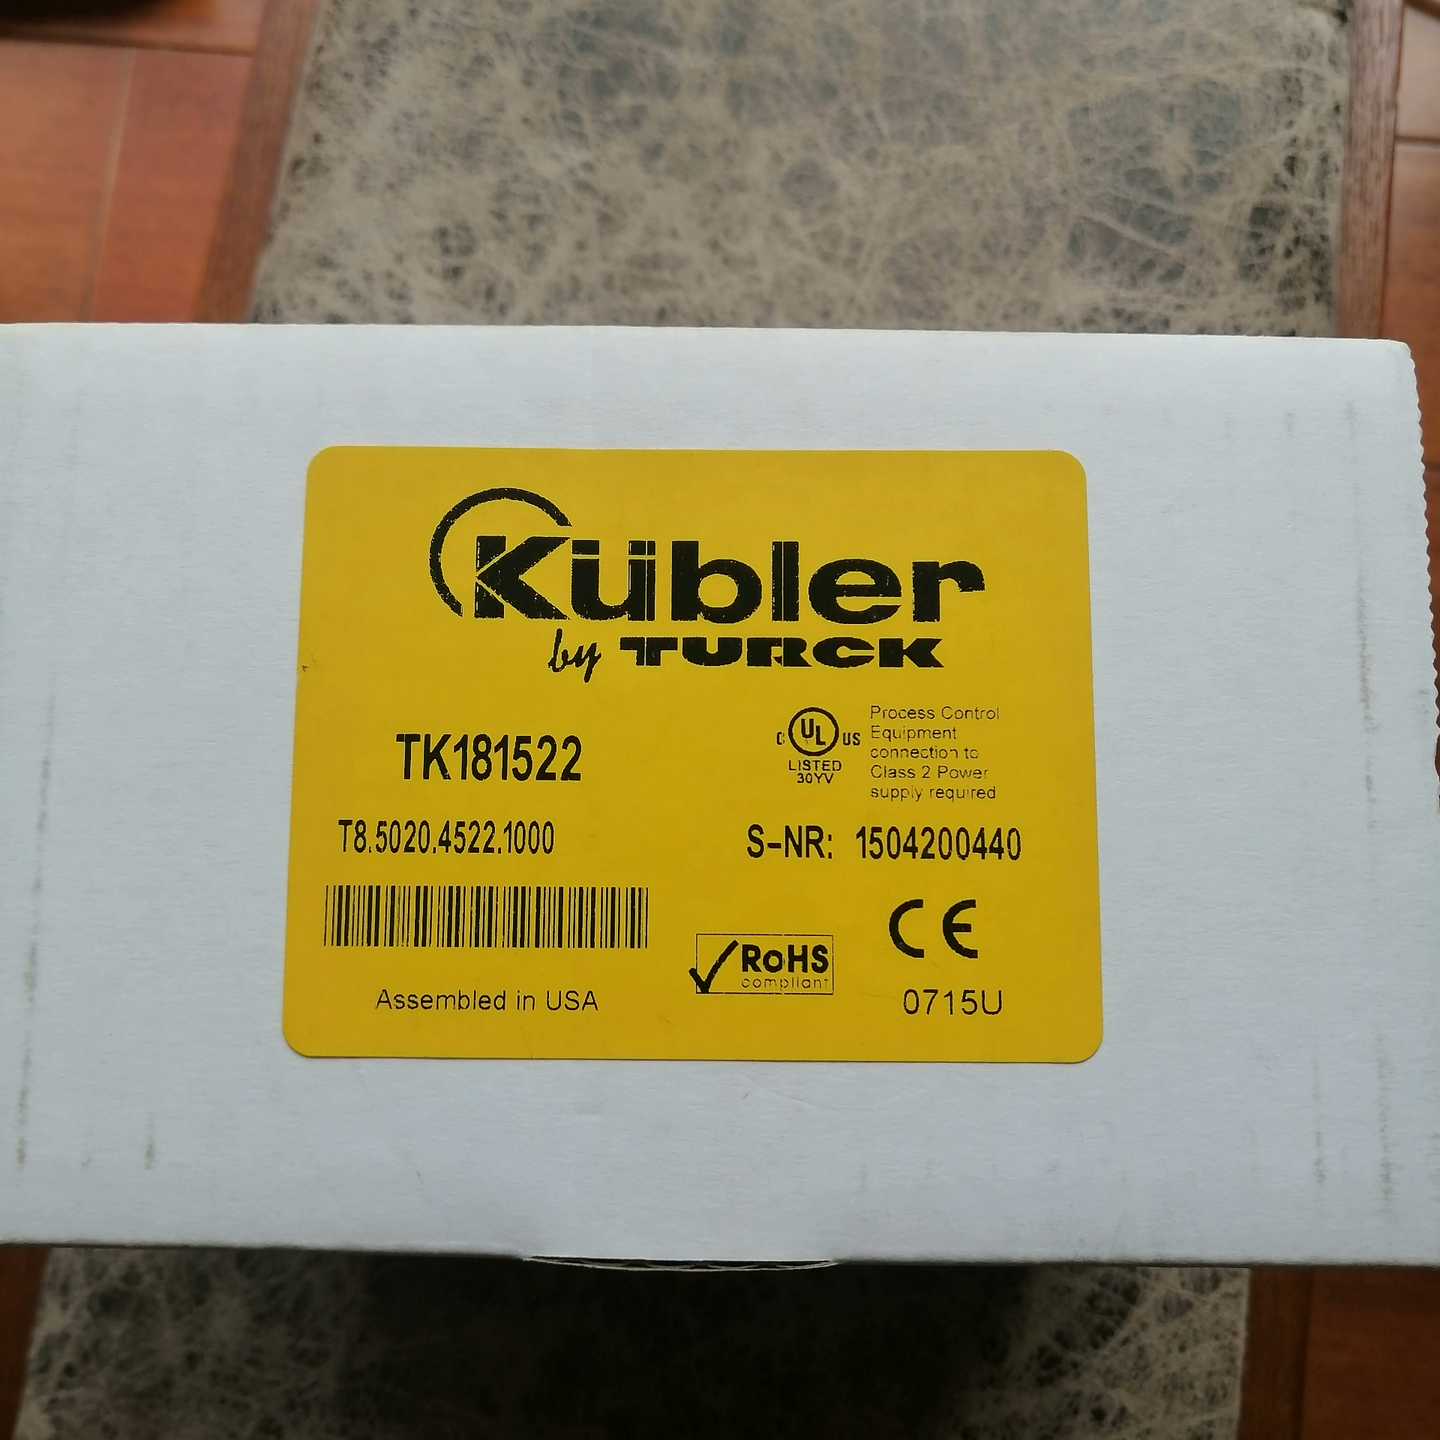 Kübler
by TURCK
TK181522
C UL US
LISTED
30YV
Process Control
Equipment
connection to
Class 2 Power
supply required
T8.5020.4522.1000
S-NR: 1504200440
RoHS
compliant
CE
Assembled in USA
0715U